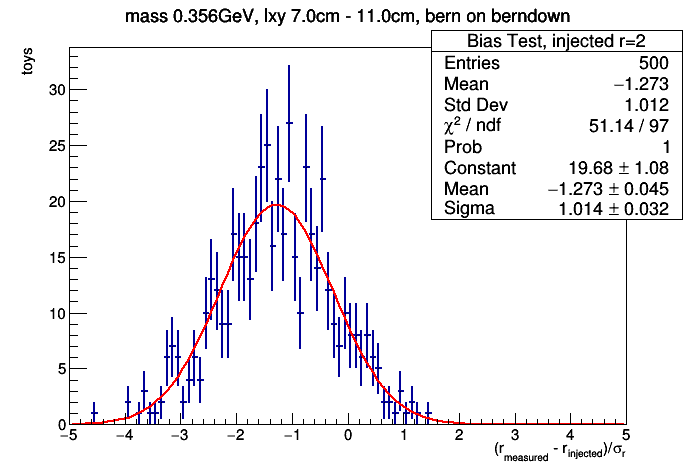 mass 0.356GeV, lxy 7.0cm - 11.0cm, bern on berndown
Bias Test, injected r=2
Entries 500
Mean −1.273
Std Dev 1.012
χ² / ndf 51.14 / 97
Prob 1
Constant 19.68 ± 1.08
Mean −1.273 ± 0.045
Sigma 1.014 ± 0.032
toys
30
25
20
15
10
5
0
−5 −4 −3 −2 −1 0 1 2 3 4 5
(r_measured - r_injected)/σ_r